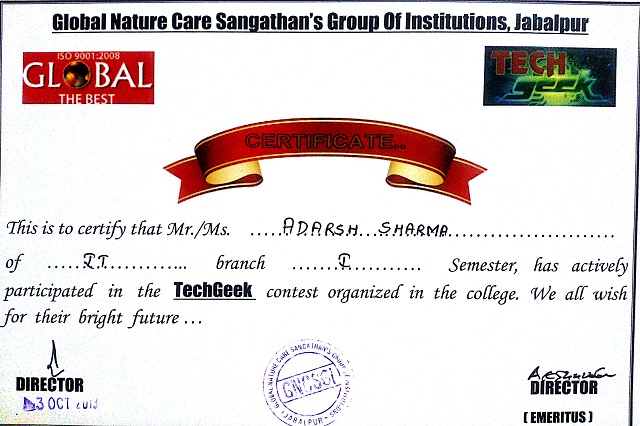 Global Nature Care Sangathan's Group Of Institutions, Jabalpur
ISO 9001:2008
GLOBAL
THE BEST
TECH
geek
CERTIFICATE...
This is to certify that Mr./Ms. .....ADARSH...SHARMA........................
of .....IT............. branch .......I........... Semester, has actively
participated in the TechGeek contest organized in the college. We all wish
for their bright future ...
DIRECTOR
3 OCT 2013
GLOBAL NATURE CARE SANGATHAN'S GROUP OF INSTITUTIONS
GNCSGI
JABALPUR
DIRECTOR
(EMERITUS)